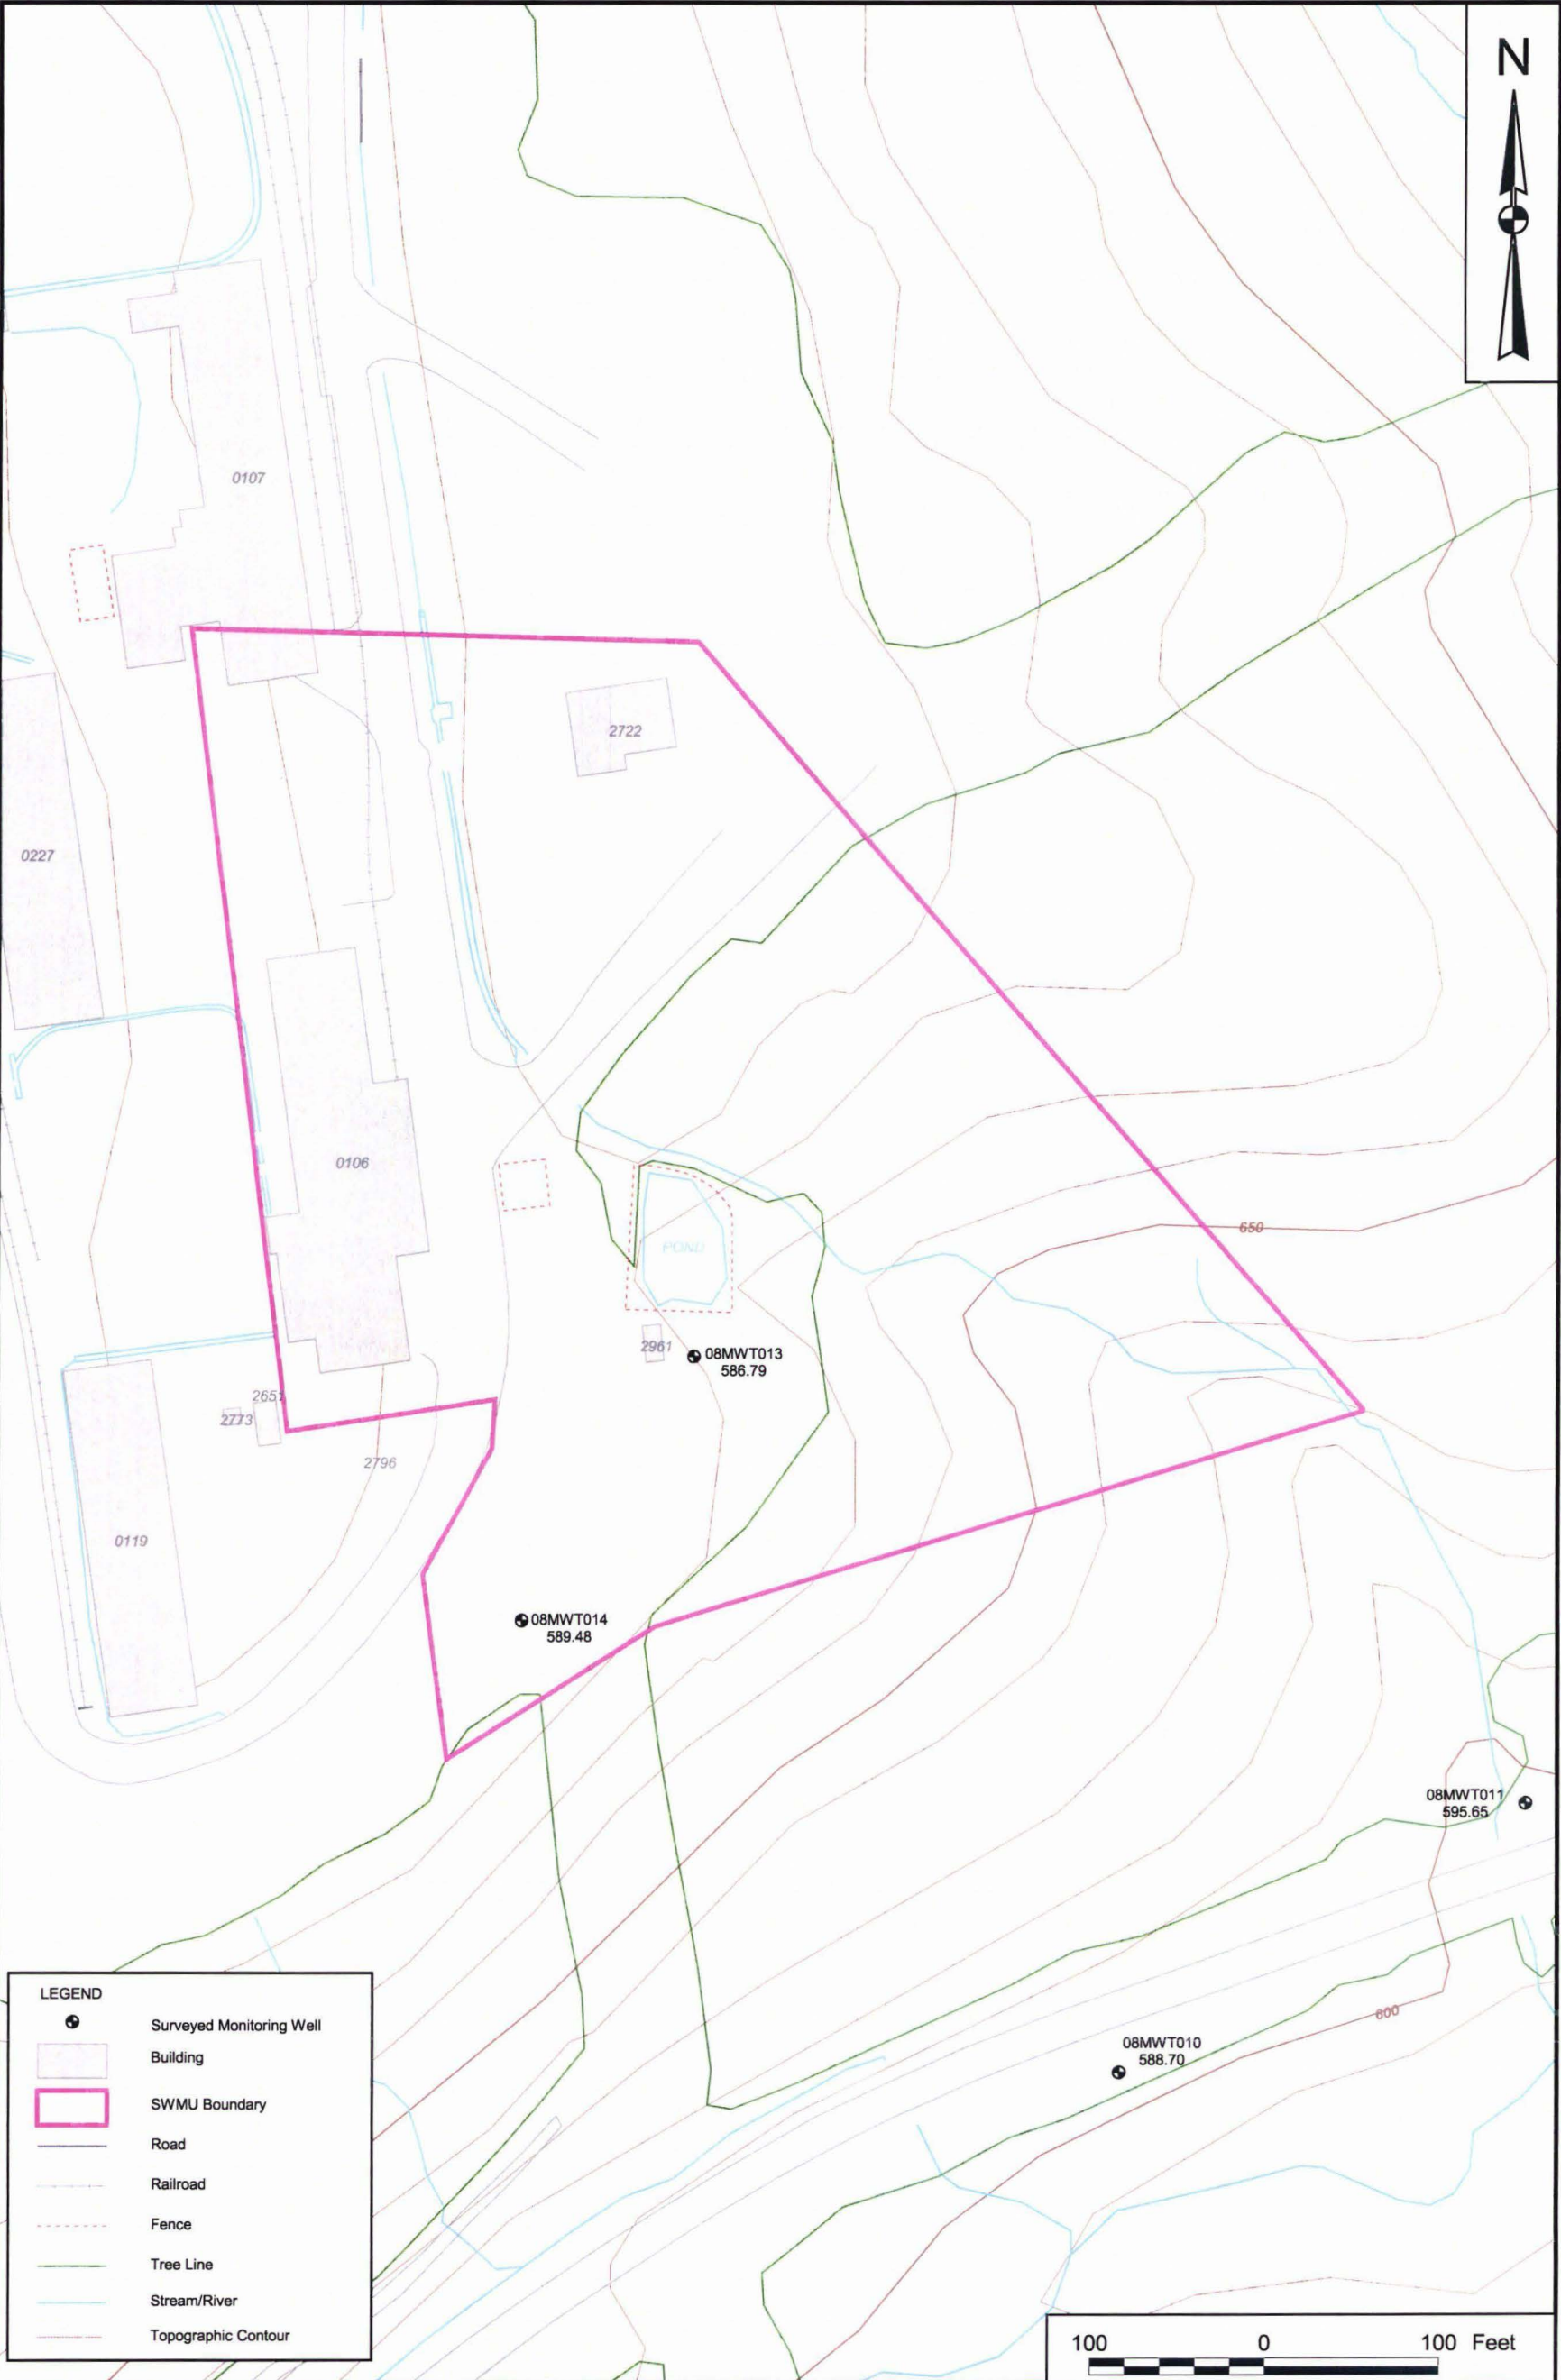 N
0107
2722
0227
0106
650
POND
2961
08MWT013
586.79
2651
2773
2796
0119
08MWT014
589.48
08MWT011
595.65
600
08MWT010
588.70
LEGEND
Surveyed Monitoring Well
Building
SWMU Boundary
Road
Railroad
Fence
Tree Line
Stream/River
Topographic Contour
100 0 100 Feet